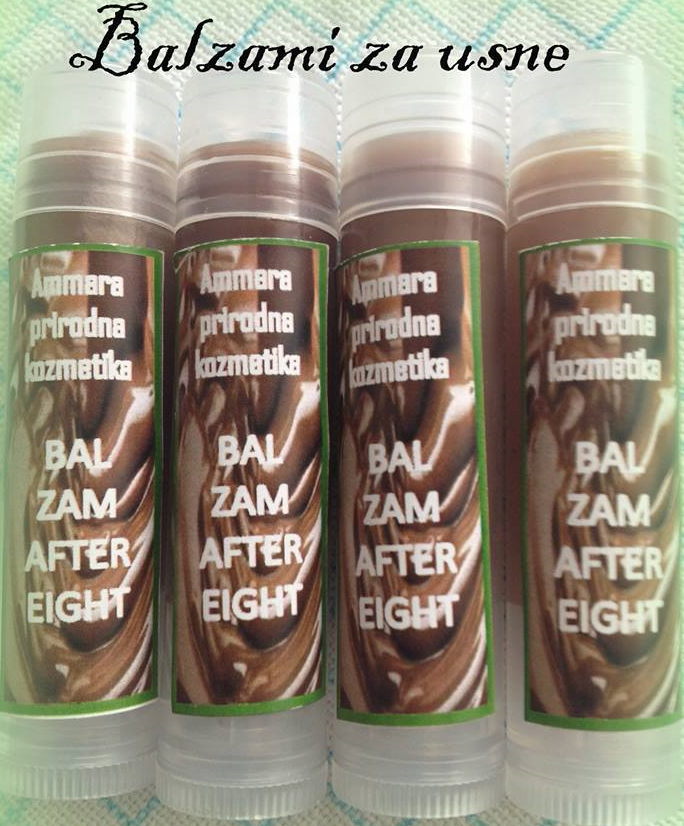 Balzami za usne
Ammara
prirodna
kozmetika
BAL
ZAM
AFTER
EIGHT
Ammara
prirodna
kozmetika
BAL
ZAM
AFTER
EIGHT
Ammara
prirodna
kozmetika
BAL
ZAM
AFTER
EIGHT
Ammara
prirodna
kozmetika
BAL
ZAM
AFTER
EIGHT